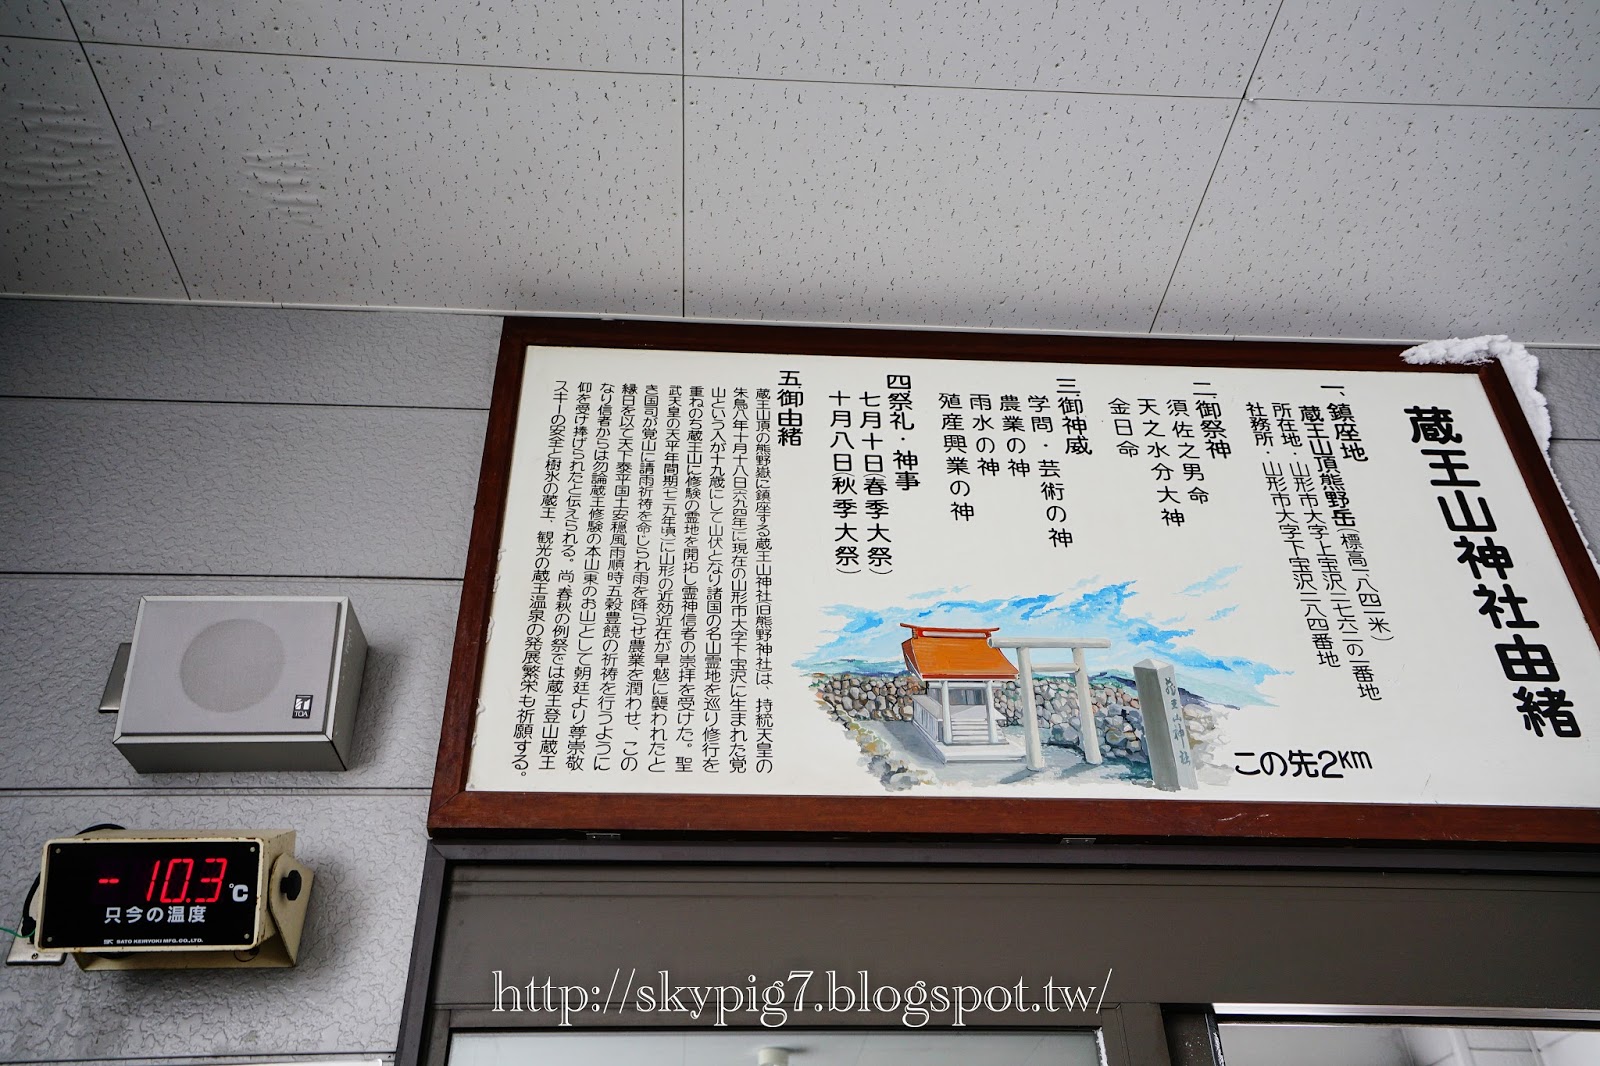 蔵王山神社由緒
一、鎮座地
蔵王山頂熊野岳(標高一八四一米)
所在地・山形市大字上宝沢二七六二の一番地
社務所・山形市大字下宝沢二八四番地
二、御祭神
須佐之男命
天之水分大神
金日命
三、御神威
学問・芸術の神
農業の神
雨水の神
殖産興業の神
四祭礼・神事
七月十日(春季大祭)
十月八日(秋季大祭)
五、御由緒
蔵王山頂の熊野嶽に鎮座する蔵王山神社(旧熊野神社)は、持統天皇の
朱鳥八年十月十八日(六九四年)に現在の山形市大字下宝沢に生まれた覚
山という人が十九歳にして山伏となり諸国の名山霊地を巡り修行を
重ねのち蔵王山に修験の霊地を開拓し霊神信者の崇拝を受けた。聖
武天皇の天平年間期(七二九年頃)に山形の近効近在が旱魃に襲われたと
き国司が覚山に請雨祈祷を命じられ雨を降らせ農業を潤わせ、この
縁日を以て天下泰平国土安穏風雨順時五穀豊饒の祈祷を行うように
なり信者からは勿論蔵王修験の本山(東のお山)として朝廷より尊崇敬
仰を受け捧げられたと伝えられる。尚、春秋の例祭では蔵王登山蔵王
スキーの安全と樹氷の蔵王、観光の蔵王温泉の発展繁栄も祈願する。
蔵王山神社
この先2km
TOA
-10.3℃
只今の温度
SK SATO KEIRYOKI MFG.CO.,LTD.
http://skypig7.blogspot.tw/